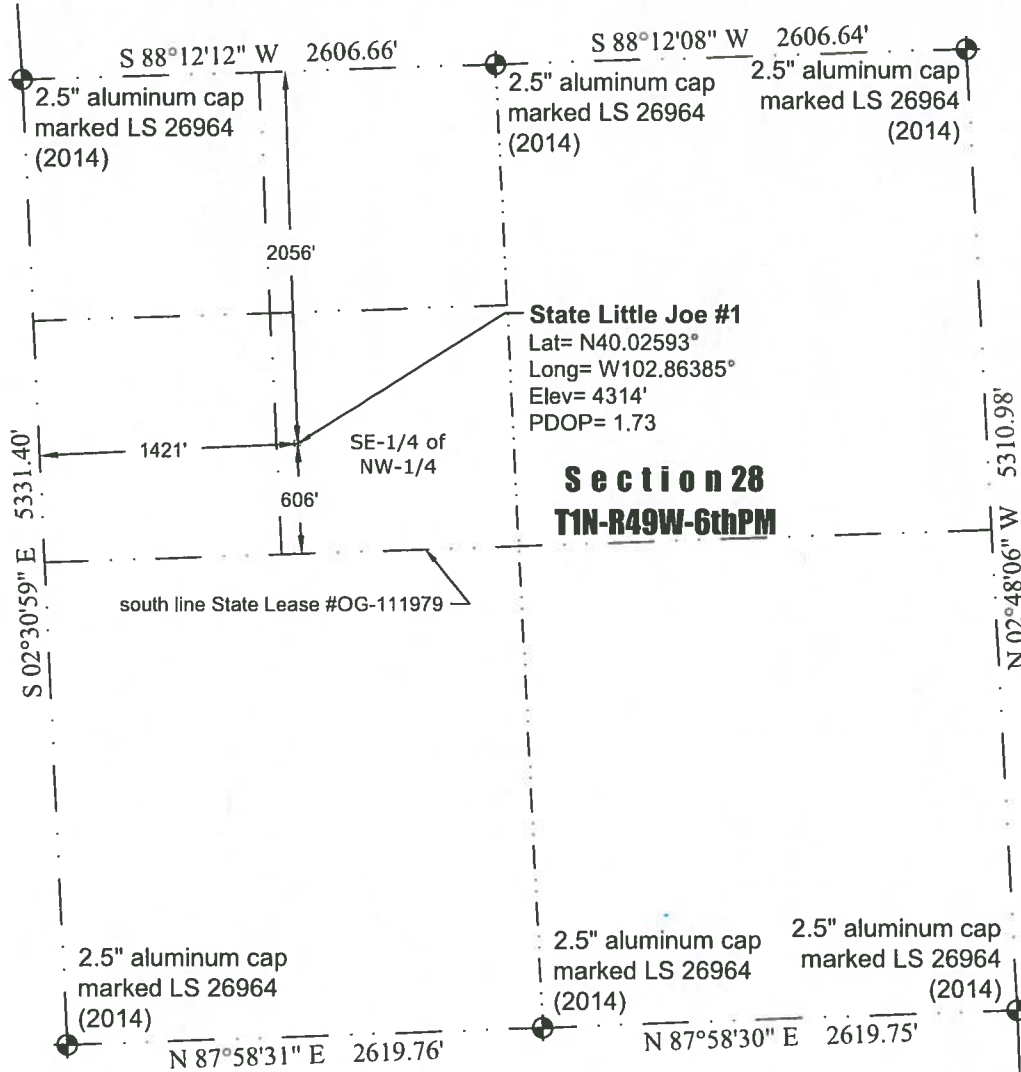 S 88°12'12" W 2606.66'
S 88°12'08" W 2606.64'
2.5" aluminum cap
marked LS 26964
(2014)
2.5" aluminum cap
marked LS 26964
(2014)
2.5" aluminum cap
marked LS 26964
(2014)
2056'
State Little Joe #1
Lat= N40.02593°
Long= W102.86385°
Elev= 4314'
PDOP= 1.73
1421'
SE-1/4 of
NW-1/4
606'
Section 28
T1N-R49W-6thPM
S 02°30'59" E 5331.40'
N 02°48'06" W 5310.98'
south line State Lease #OG-111979
2.5" aluminum cap
marked LS 26964
(2014)
2.5" aluminum cap
marked LS 26964
(2014)
2.5" aluminum cap
marked LS 26964
(2014)
N 87°58'31" E 2619.76'
N 87°58'30" E 2619.75'